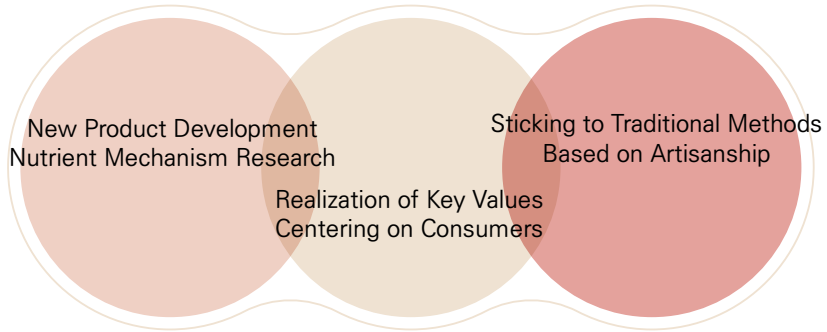 New Product Development
Nutrient Mechanism Research
Realization of Key Values
Centering on Consumers
Sticking to Traditional Methods
Based on Artisanship